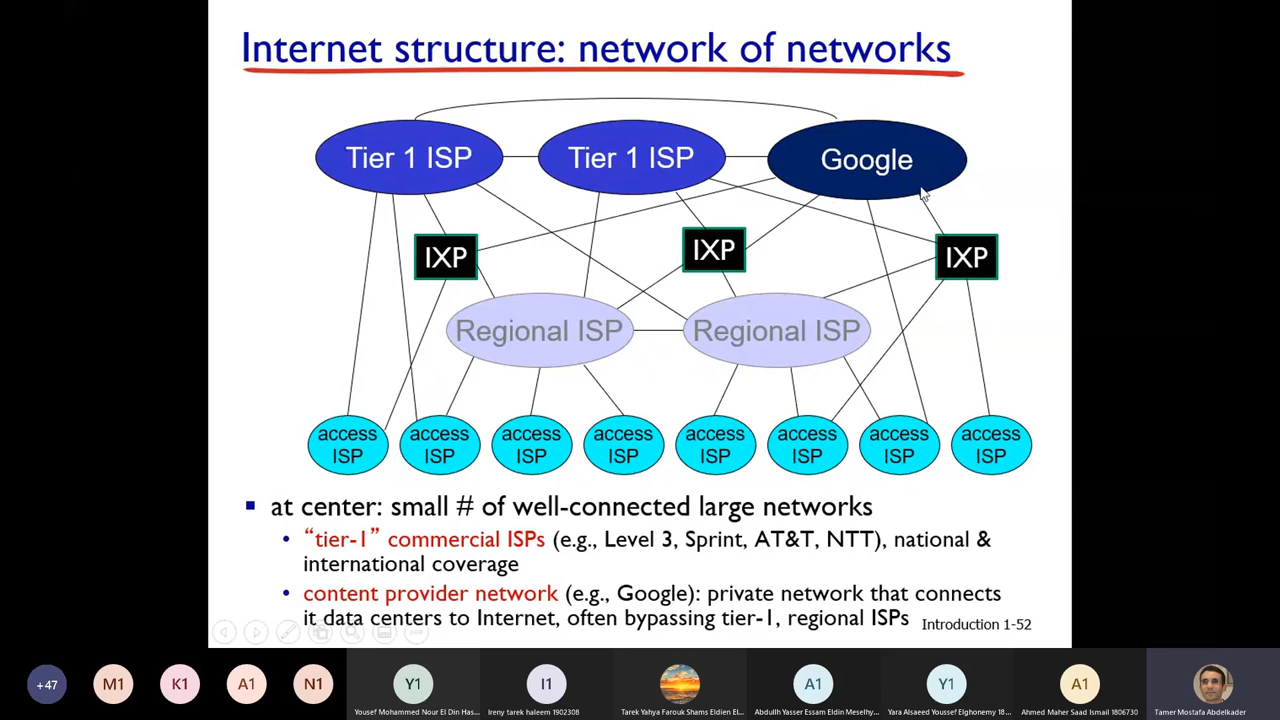 Internet structure: network of networks
Tier 1 ISP
Tier 1 ISP
Google
IXP
IXP
IXP
Regional ISP
Regional ISP
access
ISP
access
ISP
access
ISP
access
ISP
access
ISP
access
ISP
access
ISP
access
ISP
at center: small # of well-connected large networks
“tier-1” commercial ISPs (e.g., Level 3, Sprint, AT&T, NTT), national &
international coverage
content provider network (e.g., Google): private network that connects
it data centers to Internet, often bypassing tier-1, regional ISPs
Introduction 1-52
+47
M1
K1
A1
N1
Y1
Yousef Mohammed Nour El Din Has...
I1
Ireny tarek haleem 1902308
Tarek Yahya Farouk Shams Eldien El...
A1
Abdullh Yasser Essam Eldin Meselhy...
Y1
Yara Alsaeed Youssef Elghonemy 18...
A1
Ahmed Maher Saad Ismail 1806730
Tamer Mostafa Abdelkader